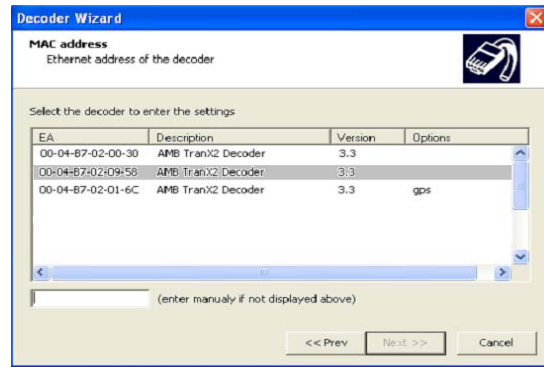 Decoder Wizard
MAC address
Ethernet address of the decoder
Select the decoder to enter the settings
EA Description Version Options
00-04-B7-02-00-30 AMB TranX2 Decoder 3.3
00-04-B7-02-09-58 AMB TranX2 Decoder 3.3
00-04-B7-02-01-6C AMB TranX2 Decoder 3.3 gps
(enter manualy if not displayed above)
<< Prev Next >> Cancel